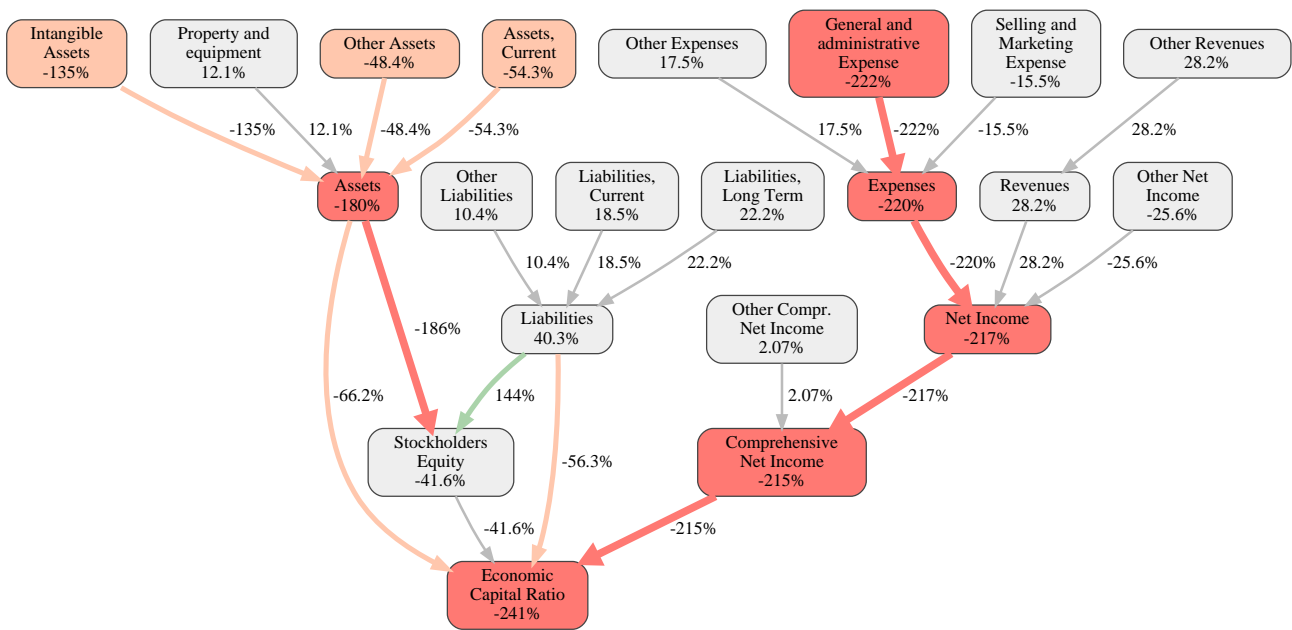 Intangible
Assets
-135%
Property and
equipment
12.1%
Other Assets
-48.4%
Assets,
Current
-54.3%
Other Expenses
17.5%
General and
administrative
Expense
-222%
Selling and
Marketing
Expense
-15.5%
Other Revenues
28.2%
-135%
12.1%
-48.4%
-54.3%
17.5%
-222%
-15.5%
28.2%
Assets
-180%
Other
Liabilities
10.4%
Liabilities,
Current
18.5%
Liabilities,
Long Term
22.2%
Expenses
-220%
Revenues
28.2%
Other Net
Income
-25.6%
10.4%
18.5%
22.2%
-220%
28.2%
-25.6%
-186%
Liabilities
40.3%
Other Compr.
Net Income
2.07%
Net Income
-217%
-66.2%
144%
2.07%
-217%
Stockholders
Equity
-41.6%
-56.3%
Comprehensive
Net Income
-215%
-41.6%
-215%
Economic
Capital Ratio
-241%